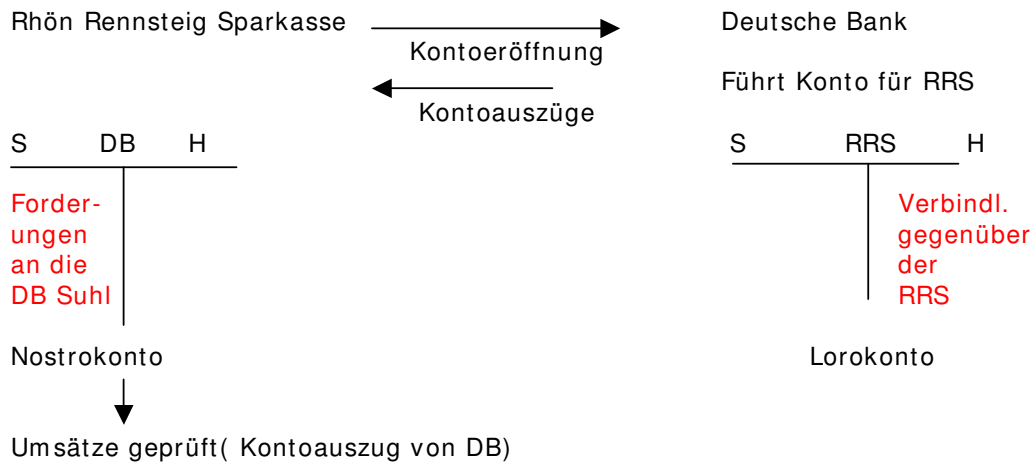 Rhön Rennsteig Sparkasse
Kontoeröffnung
Deutsche Bank
Kontoauszüge
Führt Konto für RRS
S DB H
S RRS H
Forder-
ungen
an die
DB Suhl
Verbindl.
gegenüber
der
RRS
Nostrokonto
Lorokonto
Umsätze geprüft( Kontoauszug von DB)